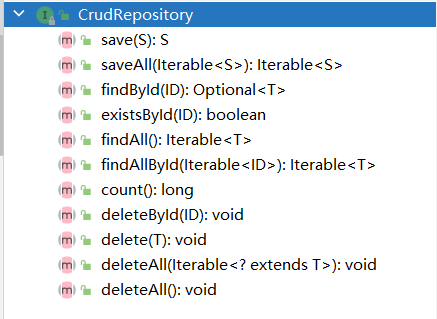 CrudRepository
save(S): S
saveAll(Iterable<S>): Iterable<S>
findById(ID): Optional<T>
existsById(ID): boolean
findAll(): Iterable<T>
findAllById(Iterable<ID>): Iterable<T>
count(): long
deleteById(ID): void
delete(T): void
deleteAll(Iterable<? extends T>): void
deleteAll(): void